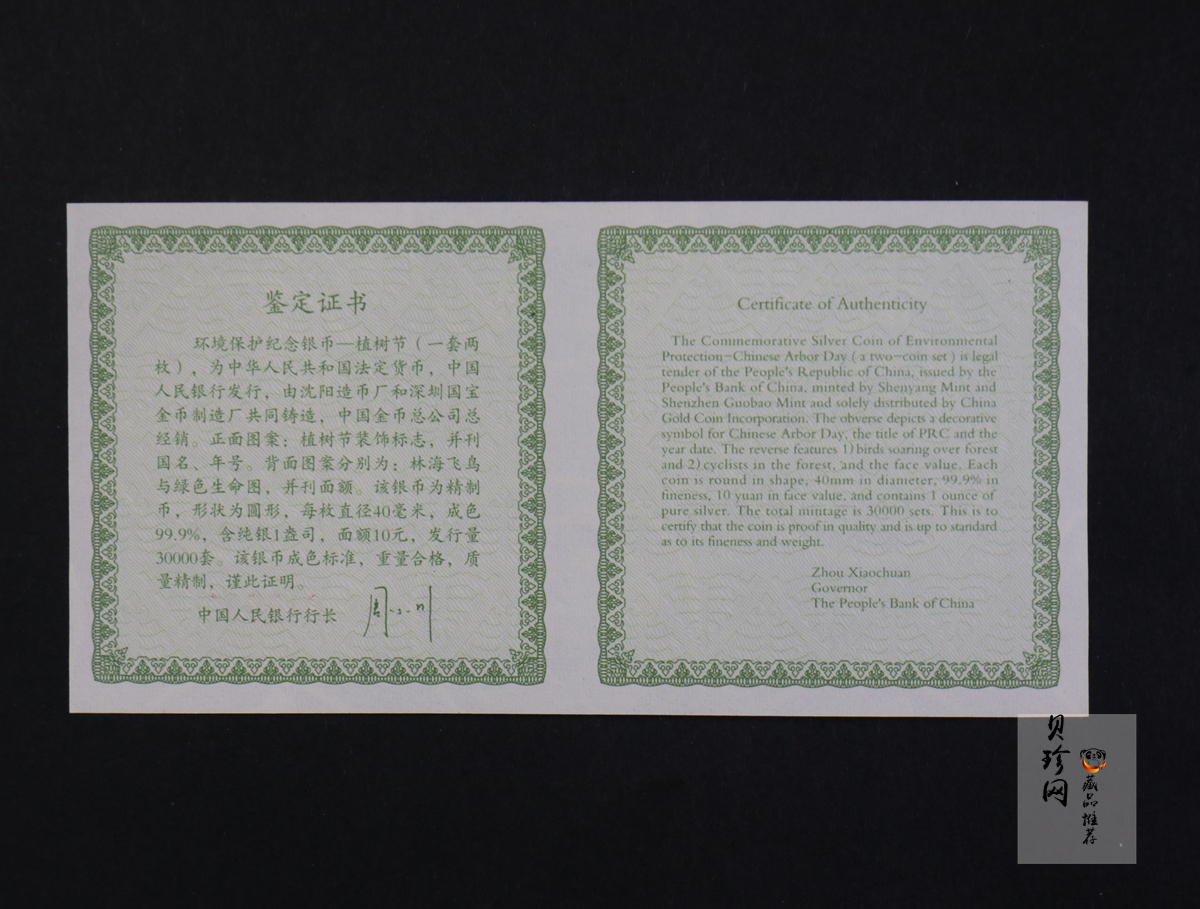 鉴定证书
环境保护纪念银币—植树节（一套两
枚），为中华人民共和国法定货币，中国
人民银行发行，由沈阳造币厂和深圳国宝
金币制造厂共同铸造，中国金币总公司总
经销。正面图案：植树节装饰标志，并刊
国名、年号。背面图案分别为：林海飞鸟
与绿色生命图，并刊面额。该银币为精制
币，形状为圆形，每枚直径40毫米，成色
99.9%，含纯银1盎司，面额10元，发行量
30000套。该银币成色标准，重量合格，质
量精制，谨此证明。
中国人民银行行长 周小川
Certificate of Authenticity
The Commemorative Silver Coin of Environmental
Protection–Chinese Arbor Day ( a two–coin set ) is legal
tender of the People's Republic of China, issued by the
People's Bank of China, minted by Shenyang Mint and
Shenzhen Guobao Mint and solely distributed by China
Gold Coin Incorporation. The obverse depicts a decorative
symbol for Chinese Arbor Day, the title of PRC and the
year date. The reverse features 1) birds soaring over forest
and 2) cyclists in the forest, and the face value. Each
coin is round in shape, 40mm in diameter, 99.9% in
fineness, 10 yuan in face value, and contains 1 ounce of
pure silver. The total mintage is 30000 sets. This is to
certify that the coin is proof in quality and is up to standard
as to its fineness and weight.
Zhou Xiaochuan
Governor
The People's Bank of China
贝珍网
藏品推荐